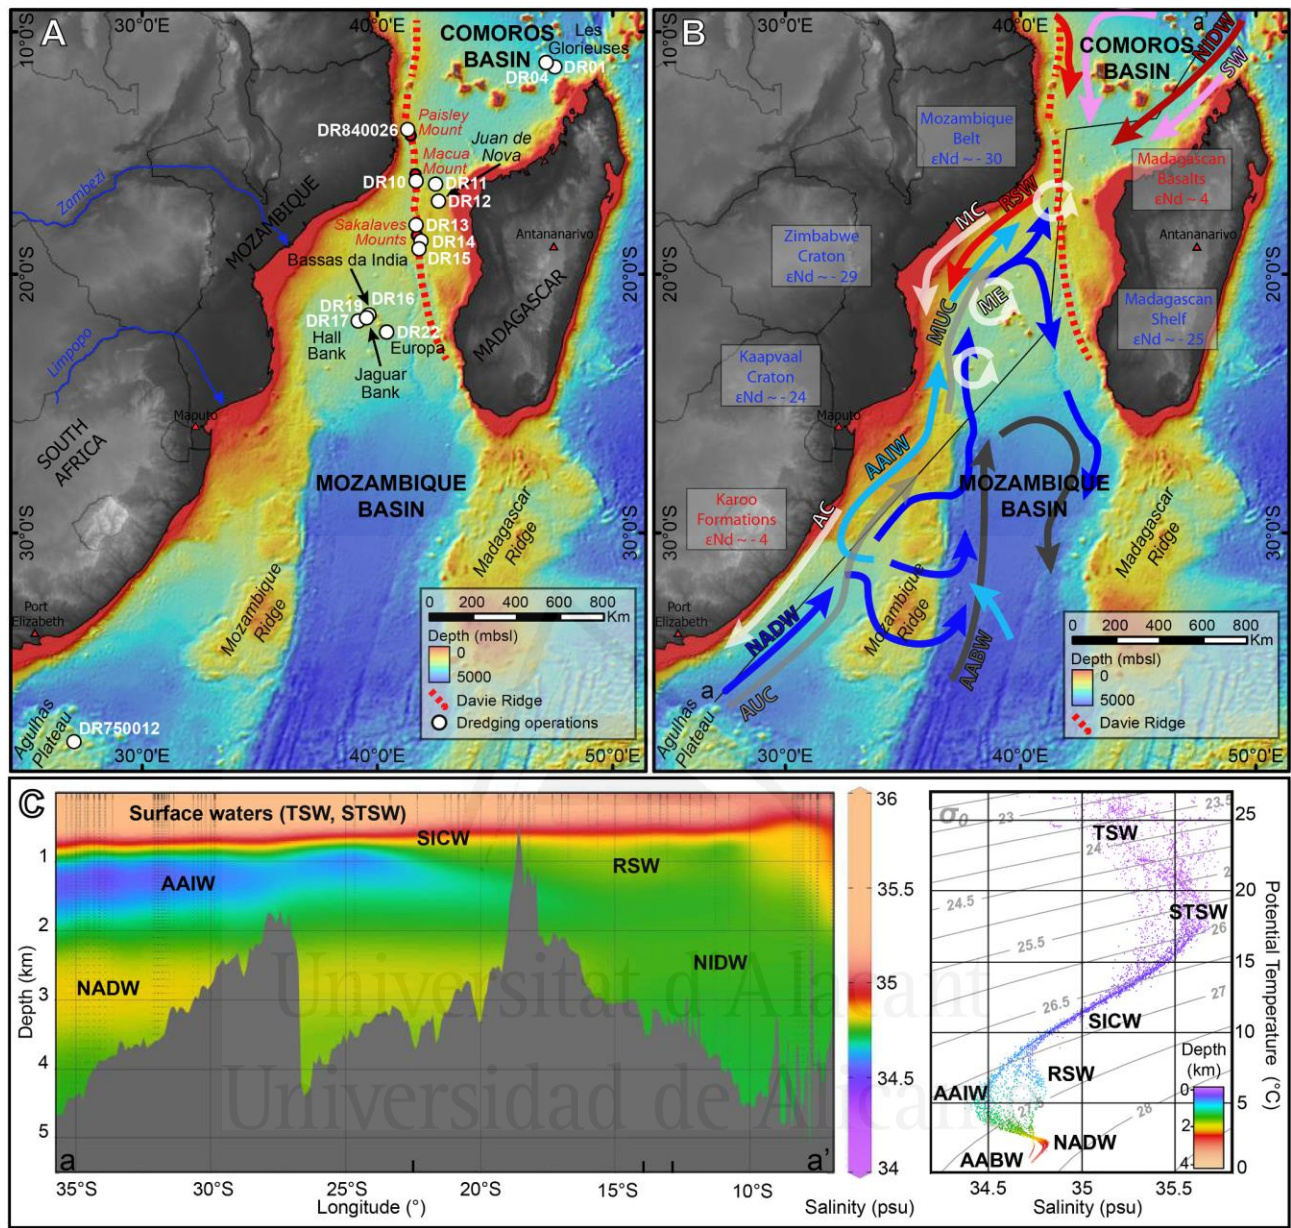 A
30°0'E
40°0'E
50°0'E
10°0'S
20°0'S
30°0'S
COMOROS
BASIN
Les
Glorieuses
DR04
DR01
Paisley
Mount
DR840026
Juan de
Nova
Macua
Mount
DR10
DR11
DR12
Zambezi
MOZAMBIQUE
Sakalaves
Mounts
DR13
DR14
DR15
Antananarivo
Bassas da India
DR19
DR16
DR17
DR22
Hall
Bank
Europa
Jaguar
Bank
MADAGASCAR
Limpopo
Maputo
SOUTH
AFRICA
MOZAMBIQUE
BASIN
Madagascar
Ridge
Mozambique
Ridge
Port
Elizabeth
Agulhas
Plateau
DR750012
30°0'E
40°0'E
50°0'E
0 200 400 600 800
Km
Depth (mbsl)
0
5000
Davie Ridge
Dredging operations
B
30°0'E
40°0'E
a'
10°0'S
20°0'S
30°0'S
COMOROS
BASIN
NIDW
SW
Mozambique
Belt
εNd ~ - 30
Madagascan
Basalts
εNd ~ 4
MC
RSW
Zimbabwe
Craton
εNd ~ - 29
Antananarivo
MUC
ME
Madagascan
Shelf
εNd ~ - 25
Kaapvaal
Craton
εNd ~ - 24
Maputo
AAIW
MOZAMBIQUE
BASIN
Karoo
Formations
εNd ~ - 4
AC
Madagascar
Ridge
Mozambique
Ridge
Port
Elizabeth
NADW
AUC
AABW
a
Agulhas
Plateau
30°0'E
40°0'E
50°0'E
0 200 400 600 800
Km
Depth (mbsl)
0
5000
Davie Ridge
C
Surface waters (TSW, STSW)
SICW
AAIW
RSW
NADW
NIDW
Depth (km)
1
2
3
4
5
a
a'
35°S
30°S
25°S
20°S
15°S
10°S
Longitude (°)
36
35.5
35
34.5
34
Salinity (psu)
σ0
23
23.5
24
24.5
25.5
26
26.5
27
27.5
28
TSW
STSW
SICW
RSW
AAIW
NADW
AABW
Depth
(km)
0
2
4
25
20
15
10
5
0
Potential Temperature (°C)
34.5
35
35.5
Salinity (psu)
Universitat d'Alacant
Universidad de Alicante